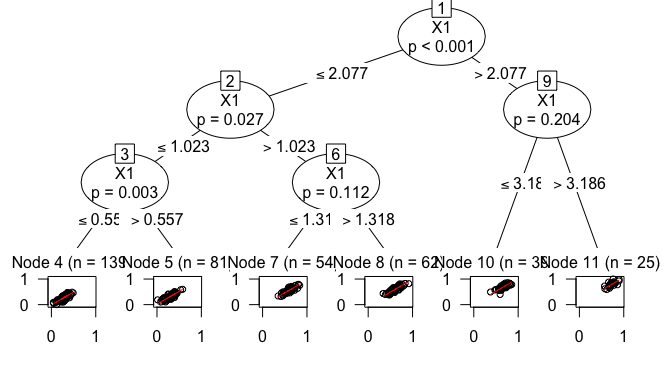 1
X1
p < 0.001
≤ 2.077
> 2.077
2
X1
p = 0.027
9
X1
p = 0.204
≤ 1.023
> 1.023
3
X1
p = 0.003
6
X1
p = 0.112
≤ 3.18
> 3.186
≤ 0.55
> 0.557
≤ 1.31
> 1.318
Node 4 (n = 139
Node 5 (n = 81
Node 7 (n = 54
Node 8 (n = 62
Node 10 (n = 3
Node 11 (n = 25)
1
0
1
0
1
0
1
0
1
0
1
0
0 1
0 1
0 1
0 1
0 1
0 1